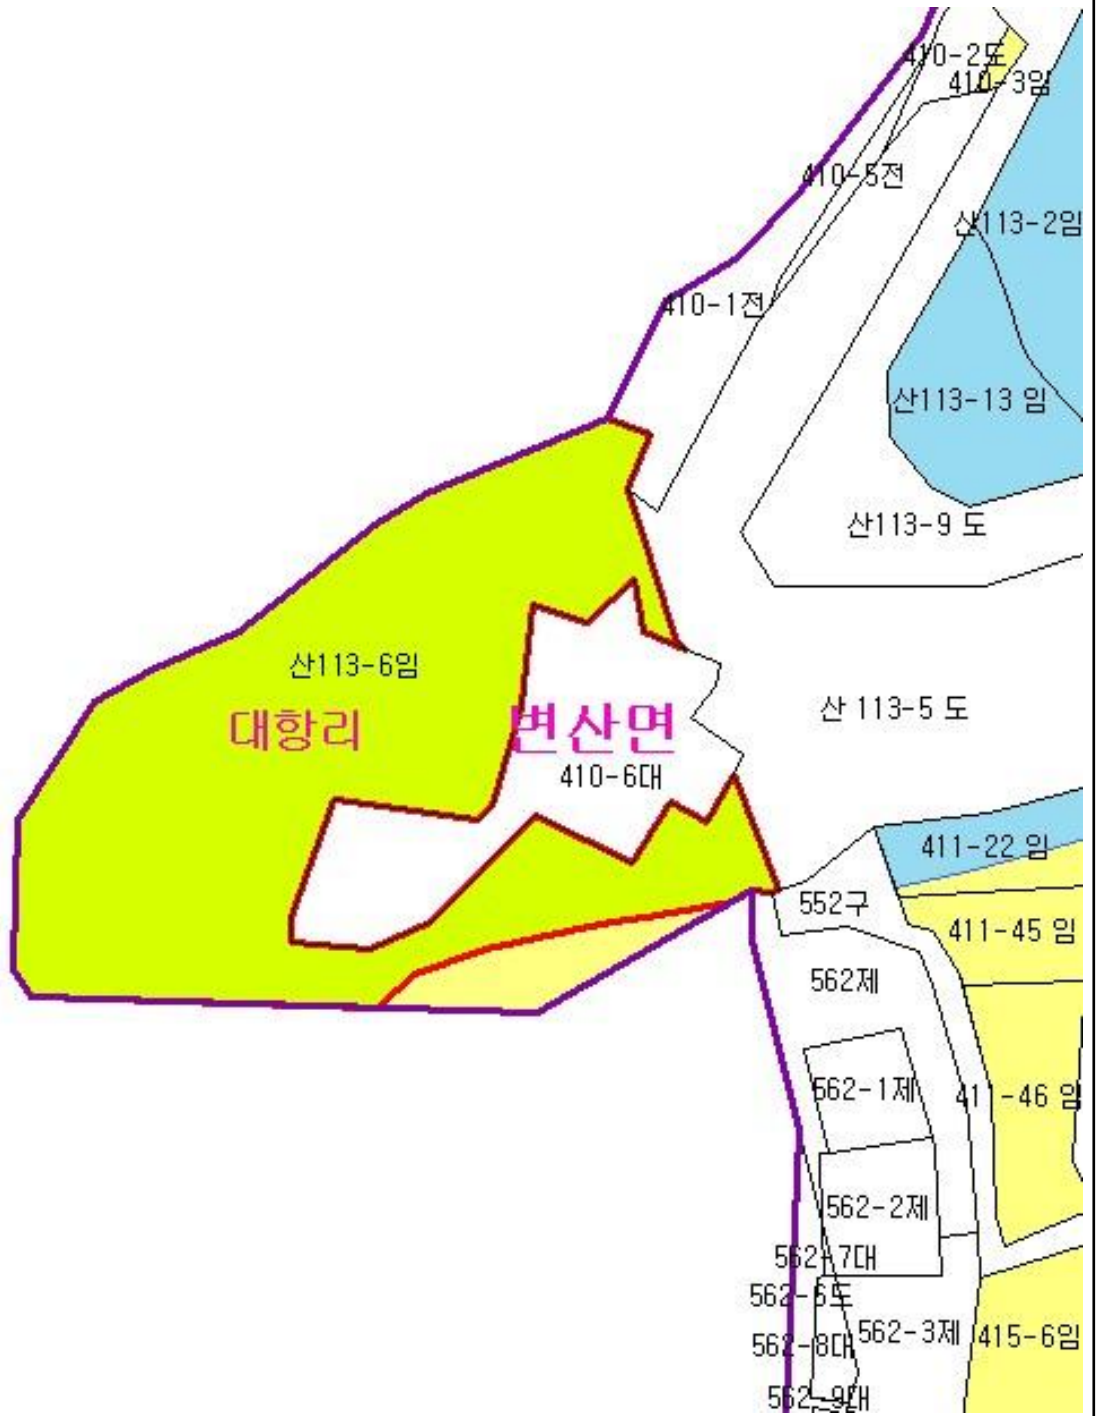 410-2도
410-3임
410-5전
산113-2임
410-1전
산113-13 임
산113-9 도
산113-6임
산 113-5 도
대항리
변산면
410-6대
411-22 임
552구
411-45 임
562제
562-1제
411-46 임
562-2제
562-7대
562-6도
562-3제
415-6임
562-8대
562-9대